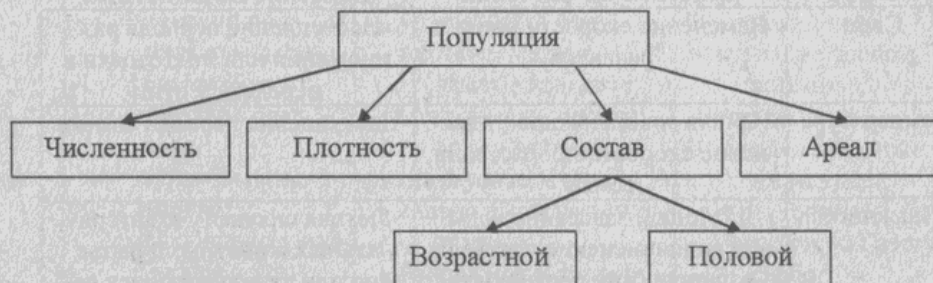 Популяция
Численность
Плотность
Состав
Ареал
Возрастной
Половой